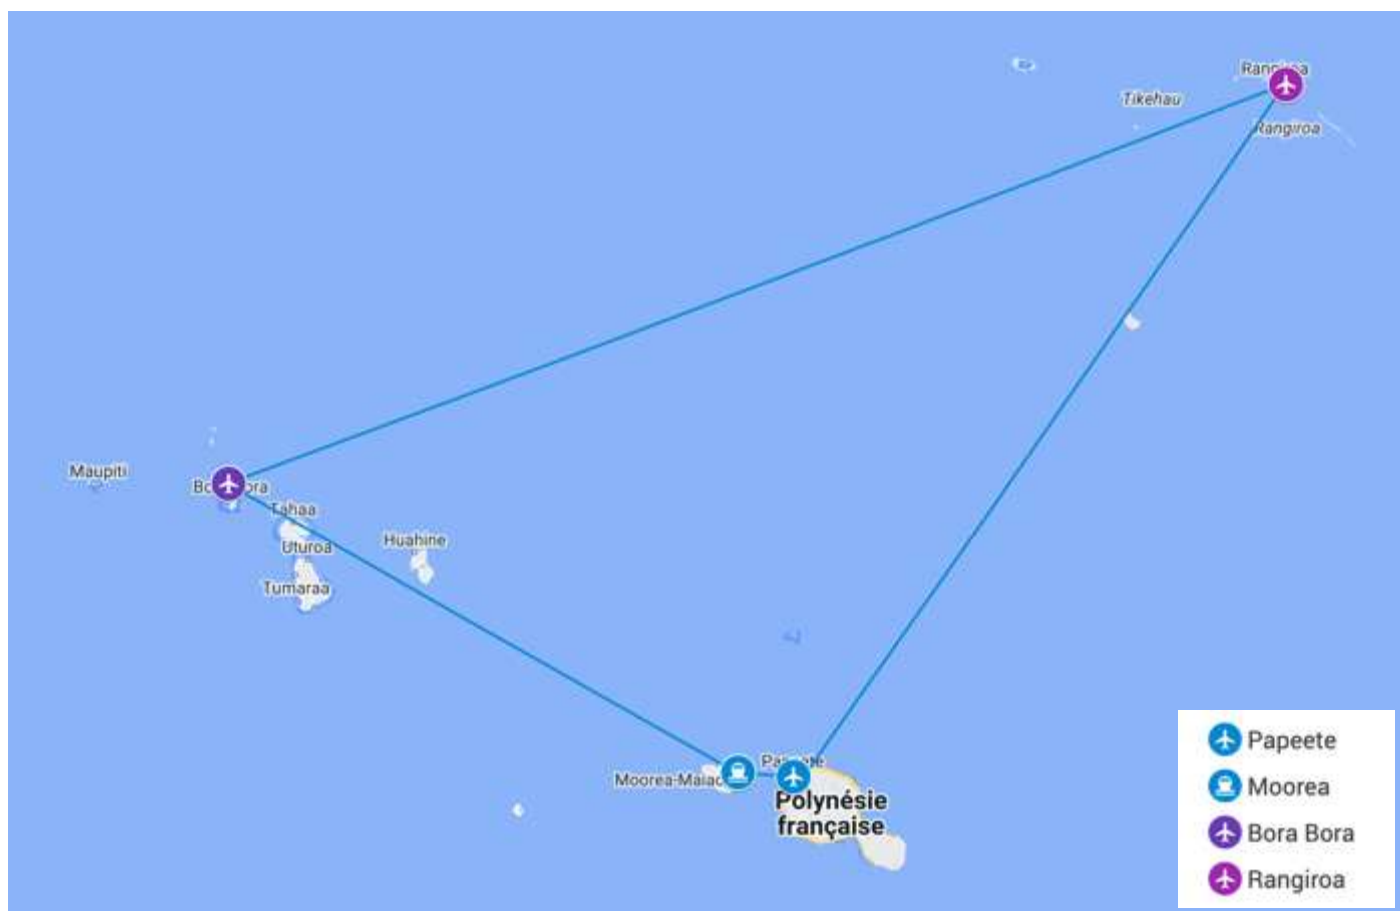 Tikehau
Rangiroa
Maupiti
Tahaa
Uturoa
Huahine
Tumaraa
Polynésie
française
Papeete
Moorea
Bora Bora
Rangiroa